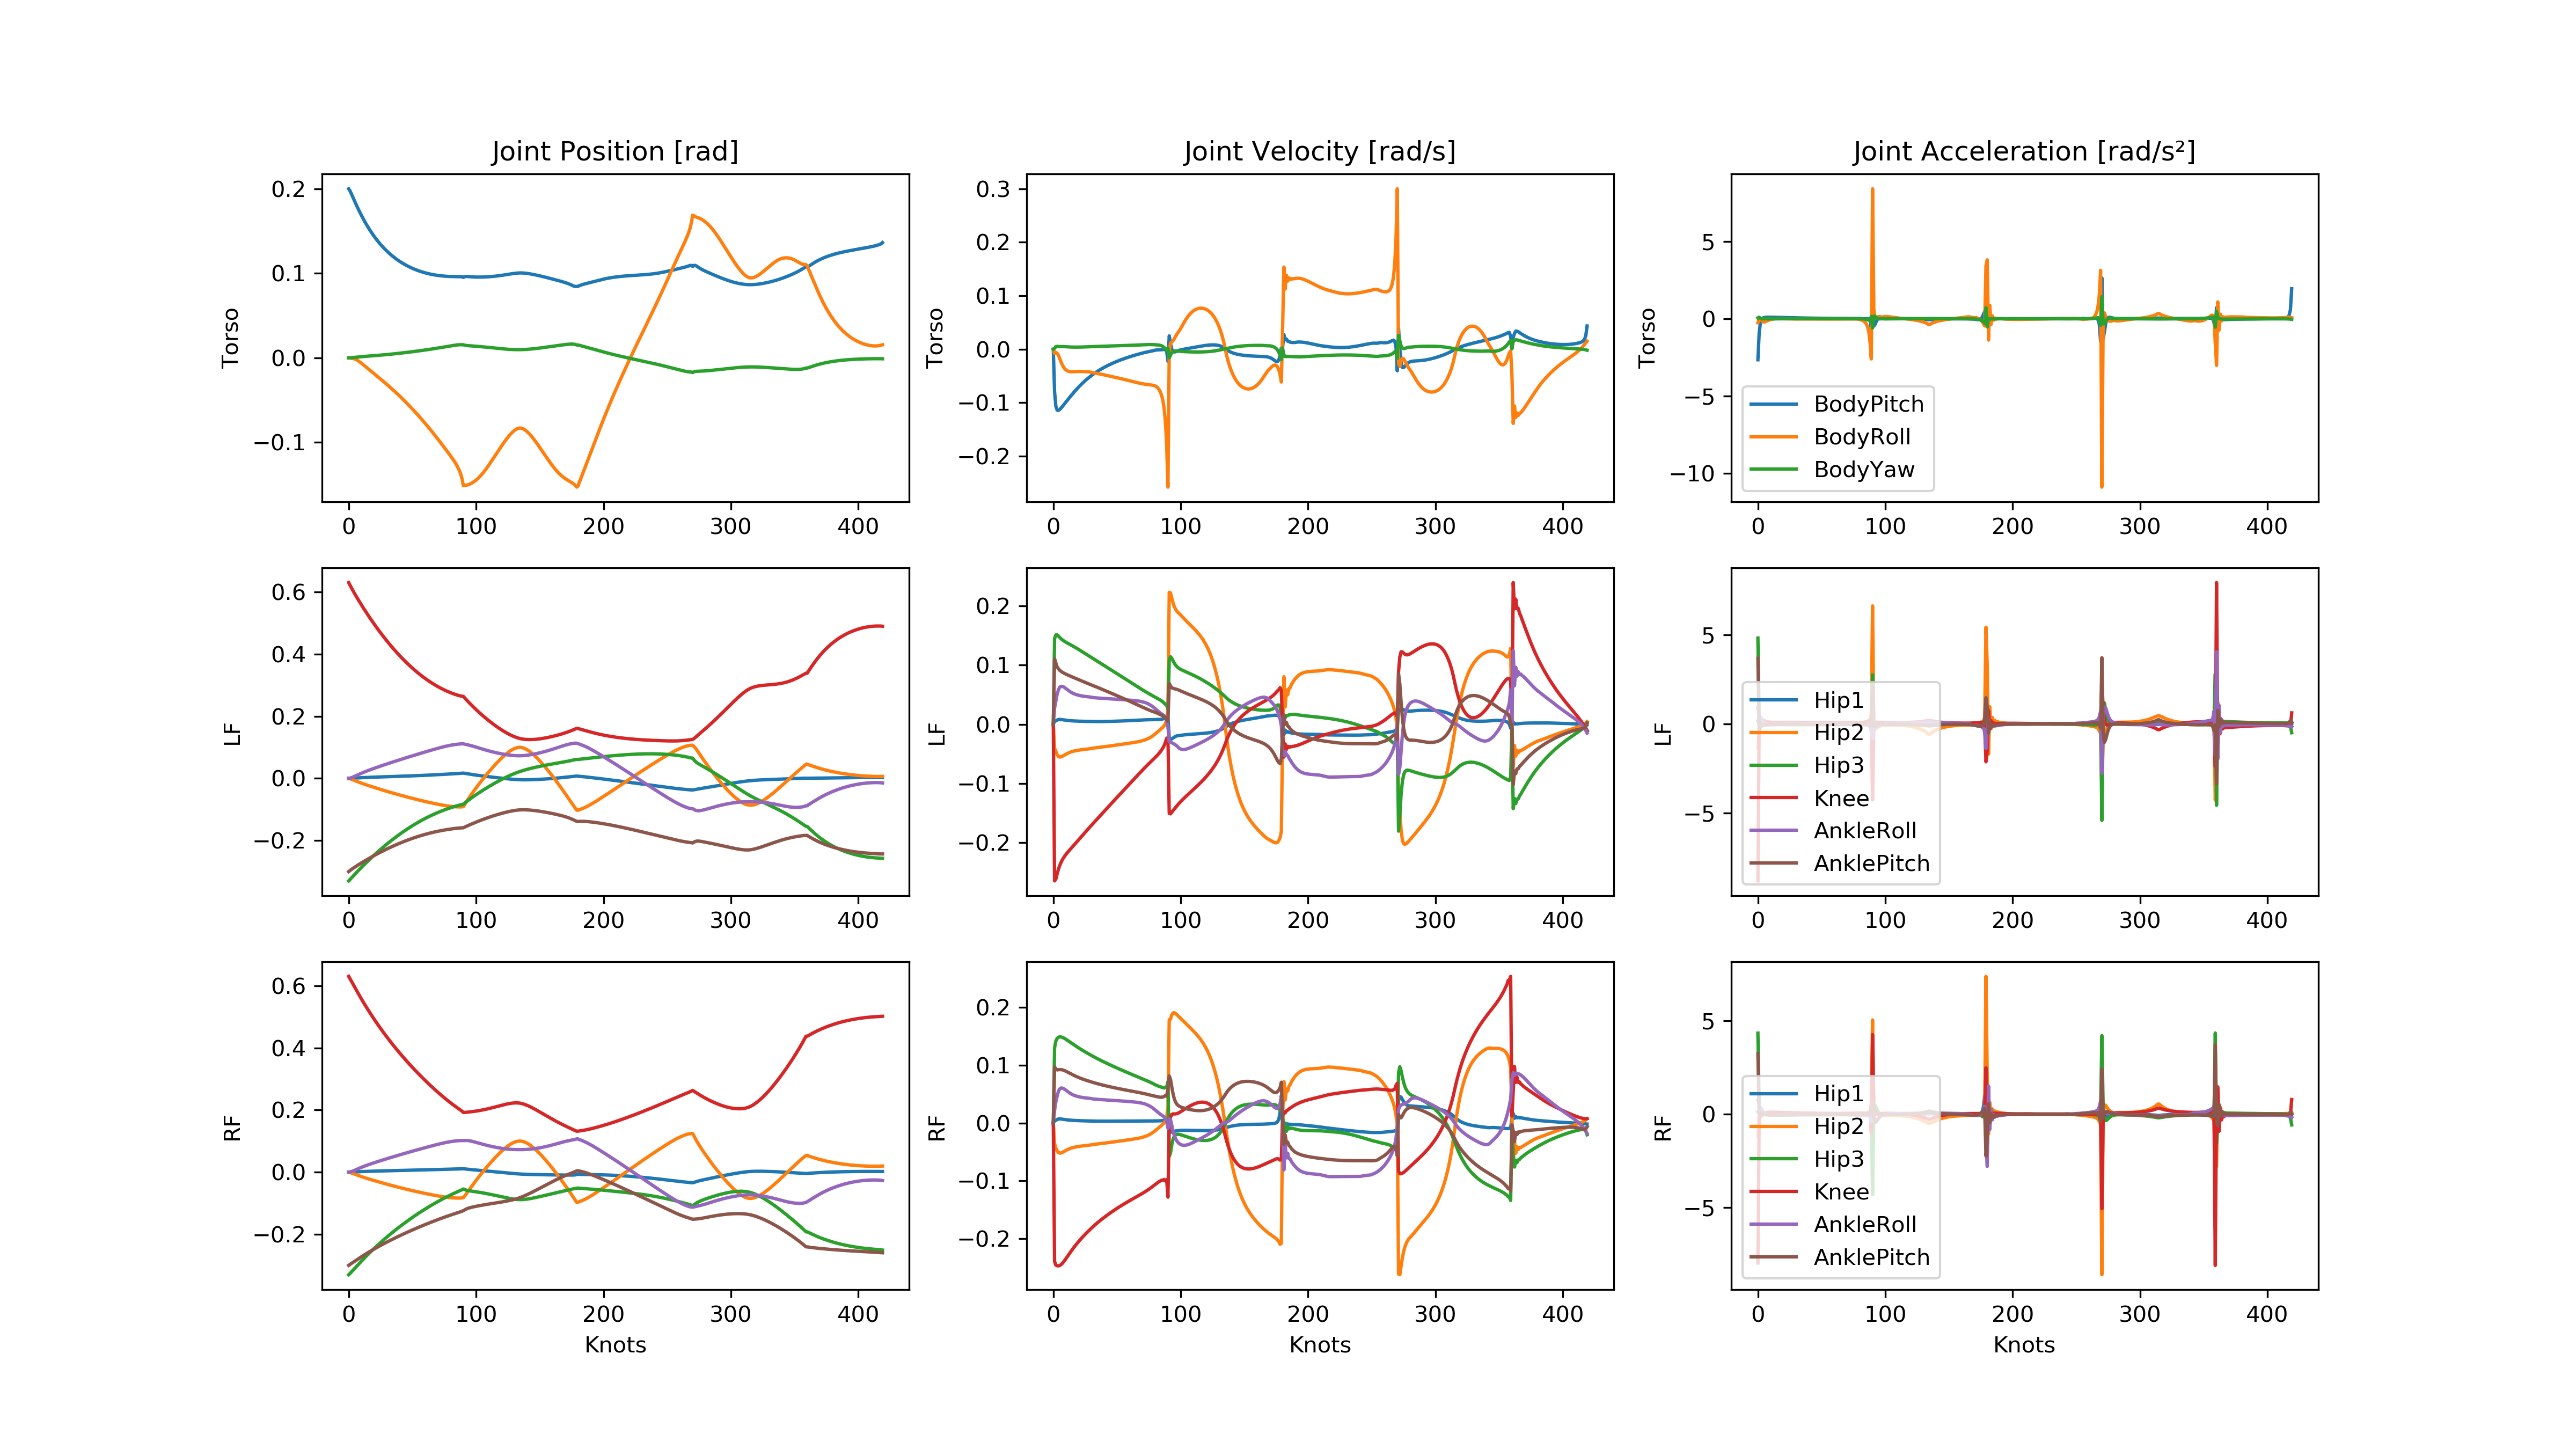 Joint Position [rad]
Joint Velocity [rad/s]
Joint Acceleration [rad/s²]
Torso
0.2
0.1
0.0
−0.1
0 100 200 300 400
Torso
0.3
0.2
0.1
0.0
−0.1
−0.2
0 100 200 300 400
Torso
5
0
−5
−10
BodyPitch
BodyRoll
BodyYaw
0 100 200 300 400
LF
0.6
0.4
0.2
0.0
−0.2
0 100 200 300 400
LF
0.2
0.1
0.0
−0.1
−0.2
0 100 200 300 400
LF
5
0
−5
Hip1
Hip2
Hip3
Knee
AnkleRoll
AnklePitch
0 100 200 300 400
RF
0.6
0.4
0.2
0.0
−0.2
0 100 200 300 400
Knots
RF
0.2
0.1
0.0
−0.1
−0.2
0 100 200 300 400
Knots
RF
5
0
−5
Hip1
Hip2
Hip3
Knee
AnkleRoll
AnklePitch
0 100 200 300 400
Knots